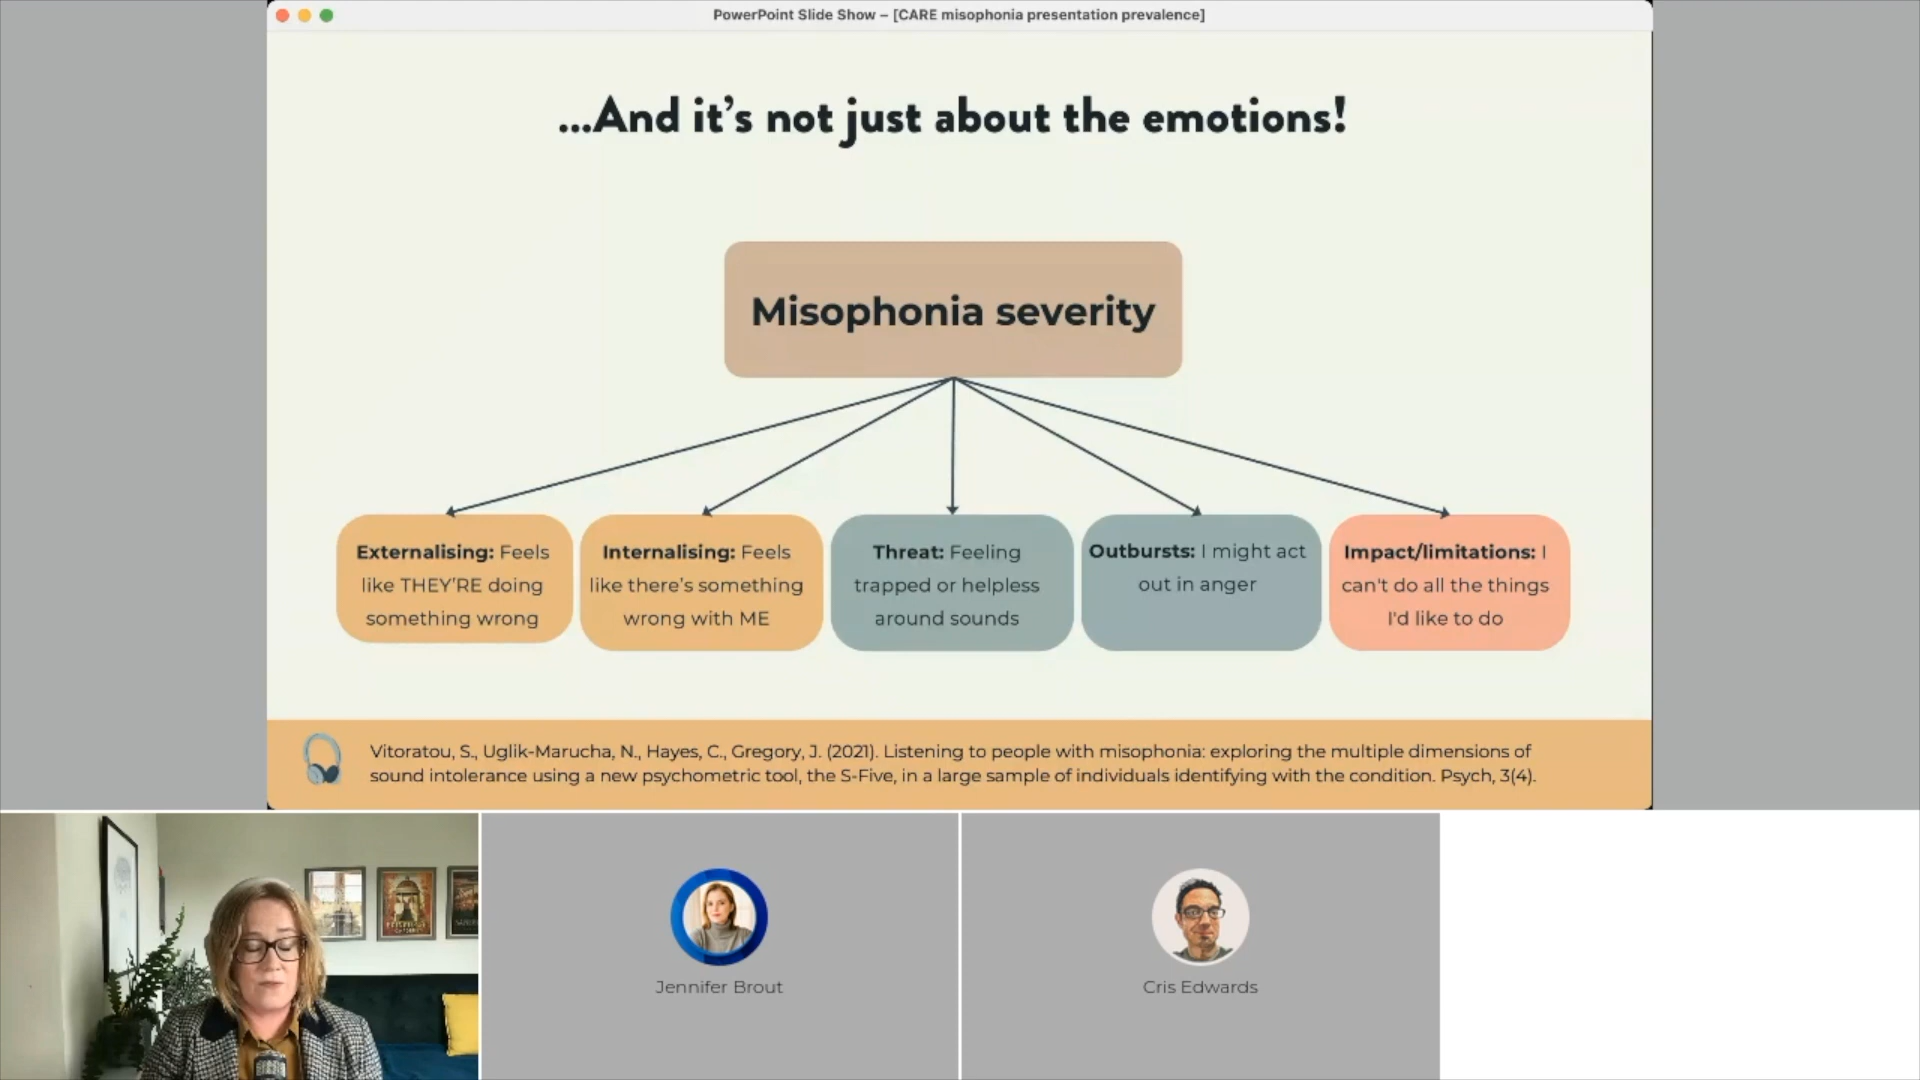 PowerPoint Slide Show – [CARE misophonia presentation prevalence]
...And it's not just about the emotions!
Misophonia severity
Externalising: Feels
like THEY'RE doing
something wrong
Internalising: Feels
like there's something
wrong with ME
Threat: Feeling
trapped or helpless
around sounds
Outbursts: I might act
out in anger
Impact/limitations: I
can't do all the things
I'd like to do
Vitoratou, S., Uglik-Marucha, N., Hayes, C., Gregory, J. (2021). Listening to people with misophonia: exploring the multiple dimensions of
sound intolerance using a new psychometric tool, the S-Five, in a large sample of individuals identifying with the condition. Psych, 3(4).
Jennifer Brout
Cris Edwards